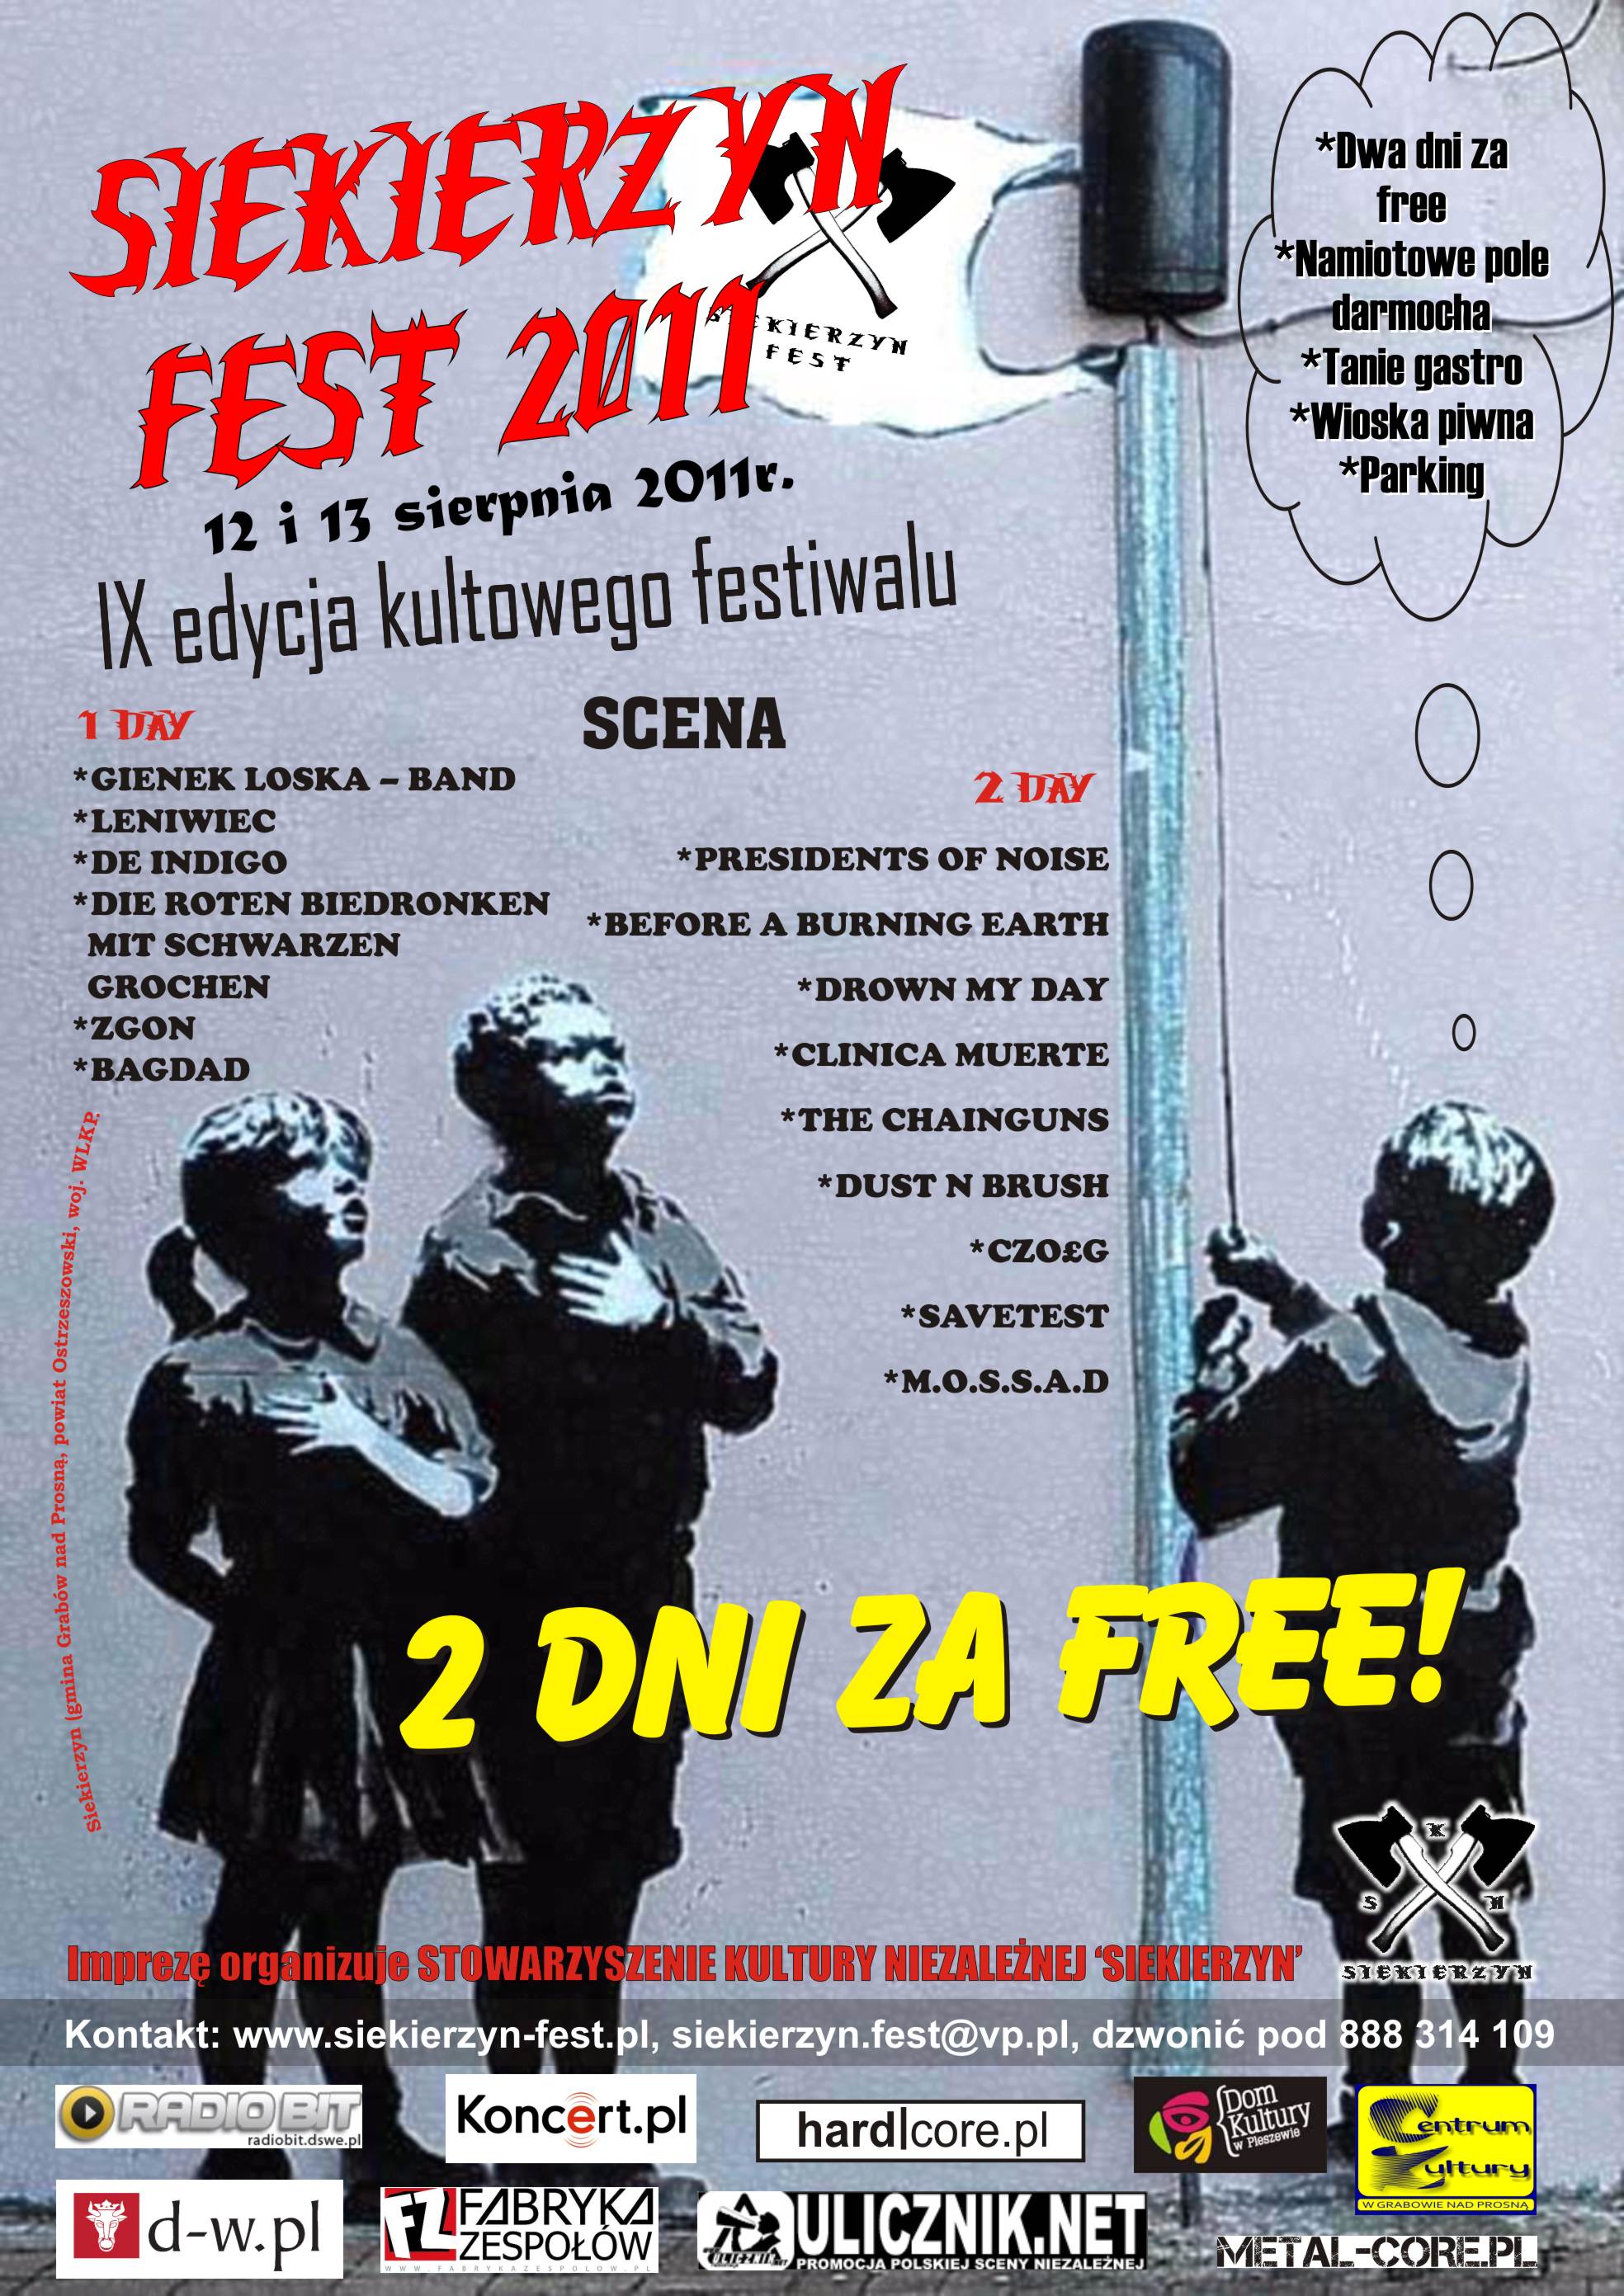 SIEKIERZYN
FEST 2011
SIEKIERZYN
FEST
12 i 13 sierpnia 2011r.
IX edycja kultowego festiwalu
*Dwa dni za
free
*Namiotowe pole
darmocha
*Tanie gastro
*Wioska piwna
*Parking
SCENA
1 DAY
*GIENEK LOSKA – BAND
*LENIWIEC
*DE INDIGO
*DIE ROTEN BIEDRONKEN
MIT SCHWARZEN
GROCHEN
*ZGON
*BAGDAD
2 DAY
*PRESIDENTS OF NOISE
*BEFORE A BURNING EARTH
*DROWN MY DAY
*CLINICA MUERTE
*THE CHAINGUNS
*DUST N BRUSH
*CZO£G
*SAVETEST
*M.O.S.S.A.D
Siekierzyn (gmina Grabów nad Prosną, powiat Ostrzeszowski, woj. WLKP.
2 DNI ZA FREE!
S K N
SIEKIERZYN
Imprezę organizuje STOWARZYSZENIE KULTURY NIEZALEŻNEJ ‘SIEKIERZYN’
Kontakt: www.siekierzyn-fest.pl, siekierzyn.fest@vp.pl, dzwonić pod 888 314 109
RADIO BIT
radiobit.dswe.pl
Koncert.pl
hard|core.pl
Dom
Kultury
w Pleszewie
Centrum
Kultury
W GRABOWIE NAD PROSNĄ
d-w.pl
FZ FABRYKA
ZESPOŁÓW
WWW.FABRYKAZESPOLOW.PL
ULICZNIK.NET
ULICZNIK.NET
PROMOCJA POLSKIEJ SCENY NIEZALEŻNEJ
METAL-CORE.PL